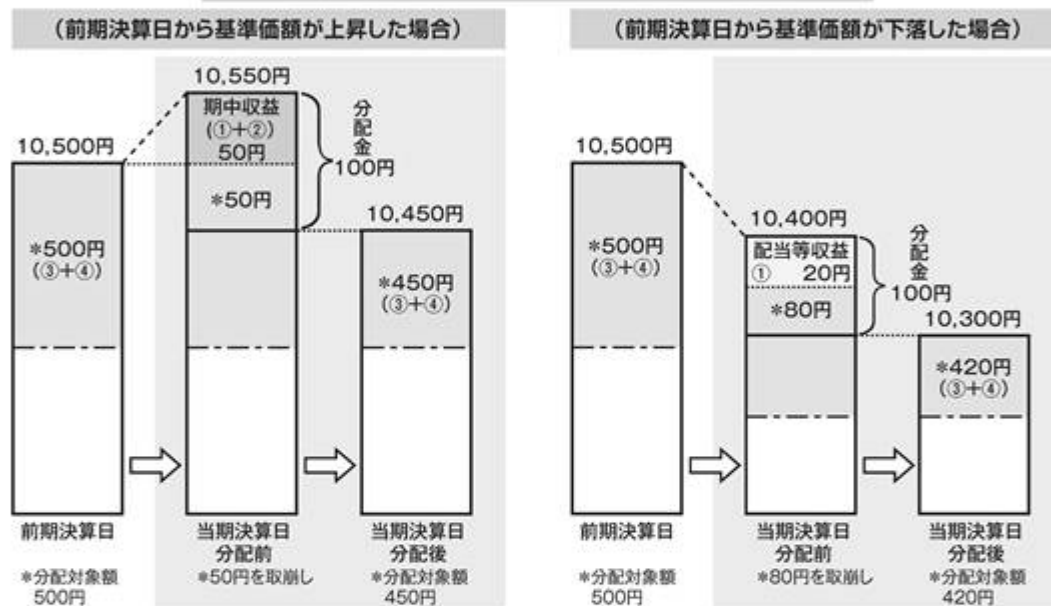 (前期決算日から基準価額が上昇した場合)
10,550円
期中収益
(①+②)
50円
*50円
分配金
100円
10,500円
*500円
(③+④)
10,450円
*450円
(③+④)
前期決算日
当期決算日
分配前
当期決算日
分配後
*分配対象額
500円
*50円を取崩し
*分配対象額
450円
(前期決算日から基準価額が下落した場合)
10,500円
*500円
(③+④)
10,400円
配当等収益
① 20円
*80円
分配金
100円
10,300円
*420円
(③+④)
前期決算日
当期決算日
分配前
当期決算日
分配後
*分配対象額
500円
*80円を取崩し
*分配対象額
420円